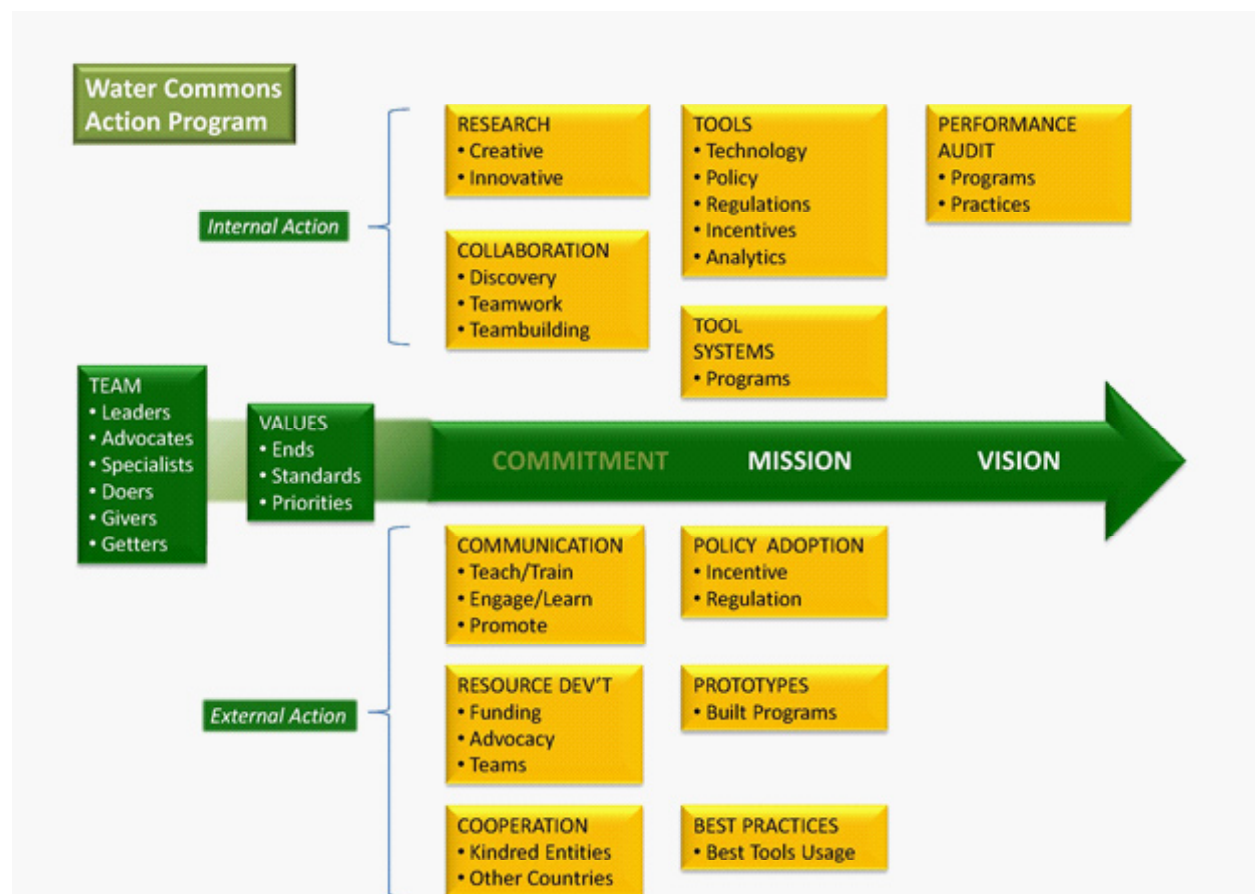 Water Commons
Action Program
RESEARCH
• Creative
• Innovative
TOOLS
• Technology
• Policy
• Regulations
• Incentives
• Analytics
PERFORMANCE
AUDIT
• Programs
• Practices
Internal Action
COLLABORATION
• Discovery
• Teamwork
• Teambuilding
TOOL
SYSTEMS
• Programs
TEAM
• Leaders
• Advocates
• Specialists
• Doers
• Givers
• Getters
VALUES
• Ends
• Standards
• Priorities
COMMITMENT
MISSION
VISION
COMMUNICATION
• Teach/Train
• Engage/Learn
• Promote
POLICY ADOPTION
• Incentive
• Regulation
External Action
RESOURCE DEV'T
• Funding
• Advocacy
• Teams
PROTOTYPES
• Built Programs
COOPERATION
• Kindred Entities
• Other Countries
BEST PRACTICES
• Best Tools Usage